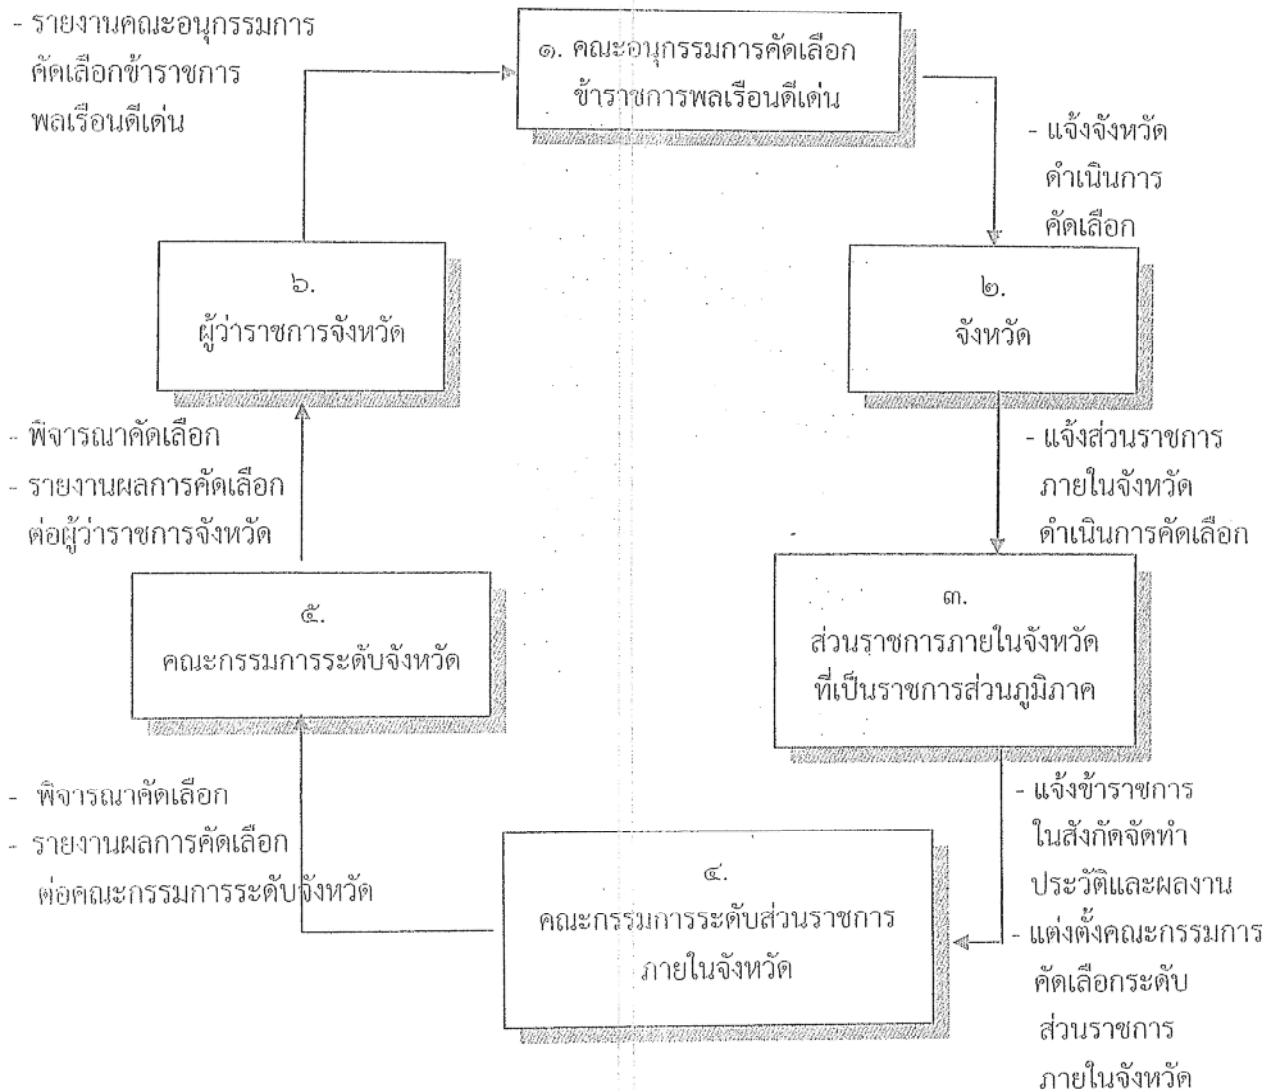 - รายงานคณะอนุกรรมการ
คัดเลือกข้าราชการ
พลเรือนดีเด่น
๑. คณะอนุกรรมการคัดเลือก
ข้าราชการพลเรือนดีเด่น
- แจ้งจังหวัด
ดำเนินการ
คัดเลือก
๒.
จังหวัด
- แจ้งส่วนราชการ
ภายในจังหวัด
ดำเนินการคัดเลือก
๓.
ส่วนราชการภายในจังหวัด
ที่เป็นราชการส่วนภูมิภาค
- แจ้งข้าราชการ
ในสังกัดจัดทำ
ประวัติและผลงาน
- แต่งตั้งคณะกรรมการ
คัดเลือกระดับ
ส่วนราชการ
ภายในจังหวัด
๔.
คณะกรรมการระดับส่วนราชการ
ภายในจังหวัด
- พิจารณาคัดเลือก
- รายงานผลการคัดเลือก
ต่อคณะกรรมการระดับจังหวัด
๕.
คณะกรรมการระดับจังหวัด
- พิจารณาคัดเลือก
- รายงานผลการคัดเลือก
ต่อผู้ว่าราชการจังหวัด
๖.
ผู้ว่าราชการจังหวัด